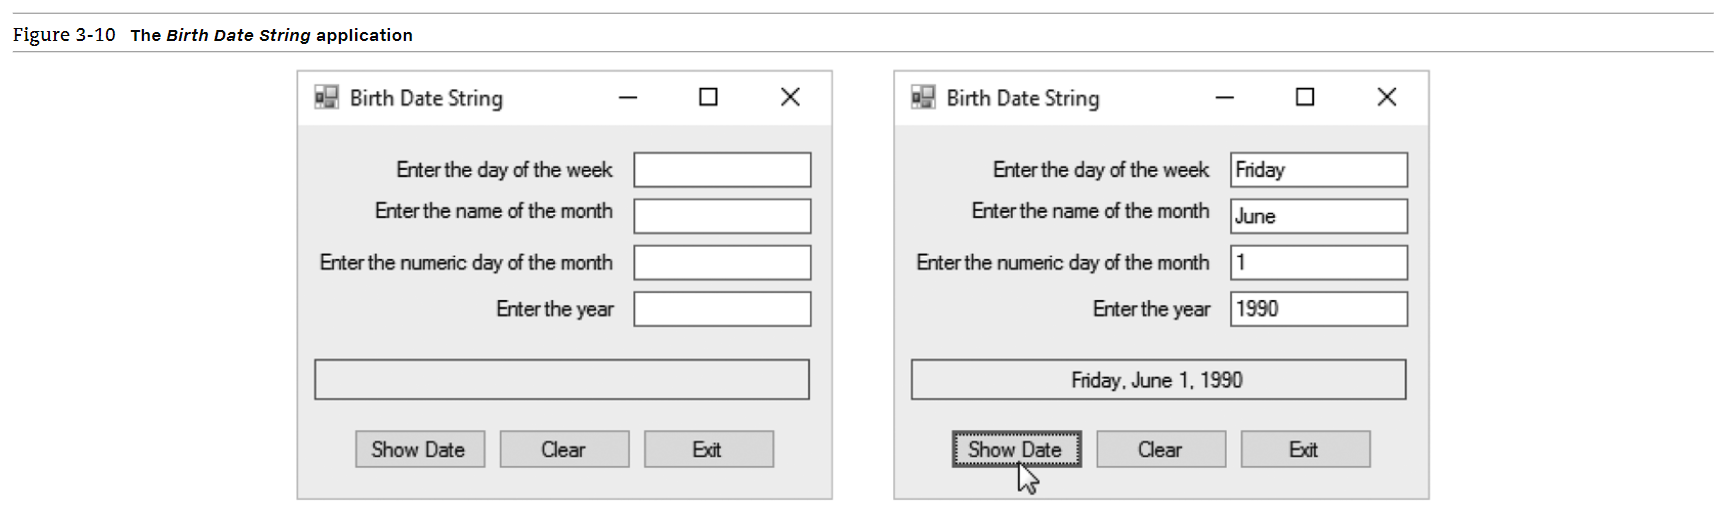 Figure 3-10 The Birth Date String application
Birth Date String
Enter the day of the week
Enter the name of the month
Enter the numeric day of the month
Enter the year
Show Date Clear Exit
Birth Date String
Enter the day of the week Friday
Enter the name of the month June
Enter the numeric day of the month 1
Enter the year 1990
Friday, June 1, 1990
Show Date Clear Exit